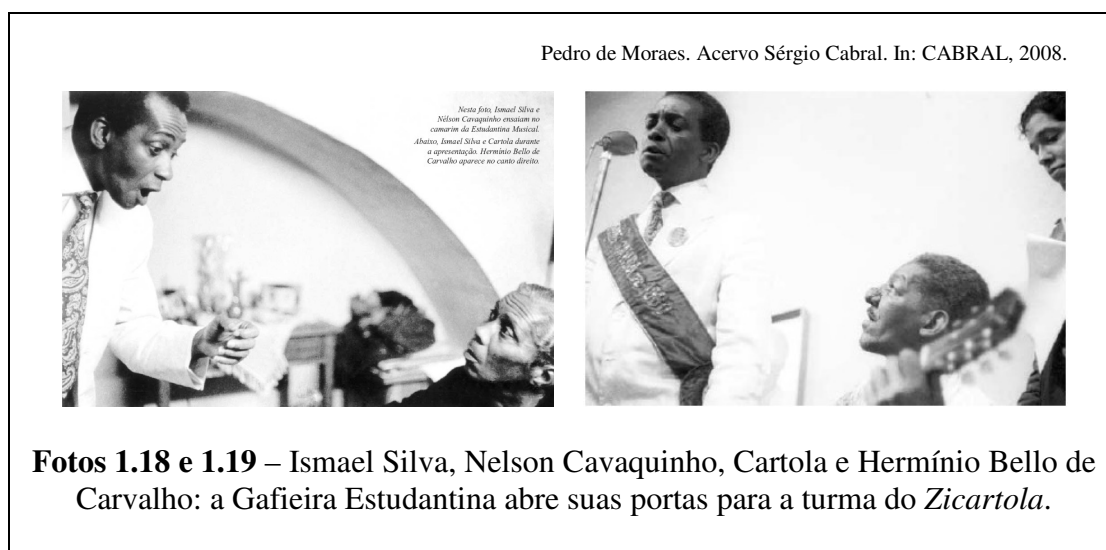 Pedro de Moraes. Acervo Sérgio Cabral. In: CABRAL, 2008.
Nesta foto, Ismael Silva e
Nélson Cavaquinho ensaiam no
camarim da Estudantina Musical.
Abaixo, Ismael Silva e Cartola durante
a apresentação. Hermínio Bello de
Carvalho aparece no canto direito.
Fotos 1.18 e 1.19 – Ismael Silva, Nelson Cavaquinho, Cartola e Hermínio Bello de
Carvalho: a Gafieira Estudantina abre suas portas para a turma do Zicartola.